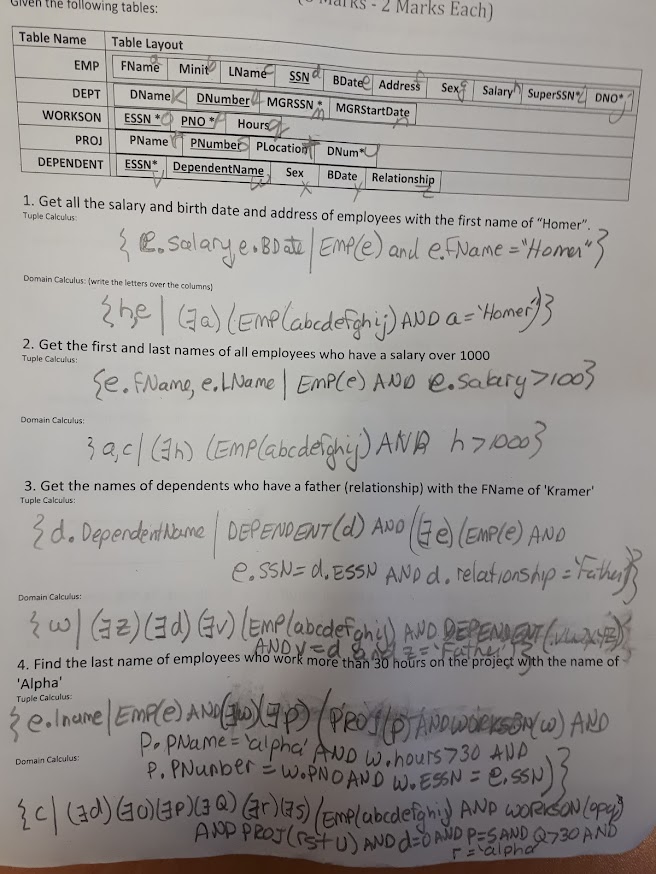 Given the following tables:
Marks - 2 Marks Each)
Table Name Table Layout
EMP FName a Minit b LName c SSN d BDate e Address f Sex g Salary h SuperSSN* i DNO* j
DEPT DName k DNumber l MGRSSN * m MGRStartDate n
WORKSON ESSN * o PNO * p Hours q
PROJ PName r PNumber s PLocation t DNum* u
DEPENDENT ESSN* v DependentName w Sex x BDate y Relationship z
1. Get all the salary and birth date and address of employees with the first name of “Homer”.
Tuple Calculus:
{ e.salary, e.BDate | Emp(e) and e.FName = "Homer"}
Domain Calculus: (write the letters over the columns)
{h,e | (∃a) (EMP(abcdefghij) AND a = 'Homer')}
2. Get the first and last names of all employees who have a salary over 1000
Tuple Calculus:
{e.FName, e.LName | EMP(e) AND e.salary >100}
Domain Calculus:
} a,c | (∃h) (Emp(abcdefghij) AND h > 1000}
3. Get the names of dependents who have a father (relationship) with the FName of 'Kramer'
Tuple Calculus:
{d.DependentName | DEPENDENT(d) AND ((∃e) (EMP(e) AND
e.SSN = d.ESSN AND d.relationship = 'Father'))}
Domain Calculus:
{w | (∃z) (∃d) (∃v) (Emp(abcdefghij) AND DEPENDENT(vwxyz)
AND v=d z = 'Father')}
4. Find the last name of employees who work more than 30 hours on the project with the name of
'Alpha'
Tuple Calculus:
{e.lname | EMP(e) AND (∃w)(∃p) (PROJ(p) AND WORKSON(w) AND
P.PName = 'alpha' AND w.hours >30 AND
Domain Calculus:
P.PNumber = w.PNO AND w.ESSN = e.SSN)}
{c | (∃d) (∃o)(∃p)(∃Q) (∃r)(∃s) (Emp(abcdefghij) AND WORKSON(opq)
AND PROJ(rstu) AND d=o AND P=S AND Q>30 AND
r = 'alpha'